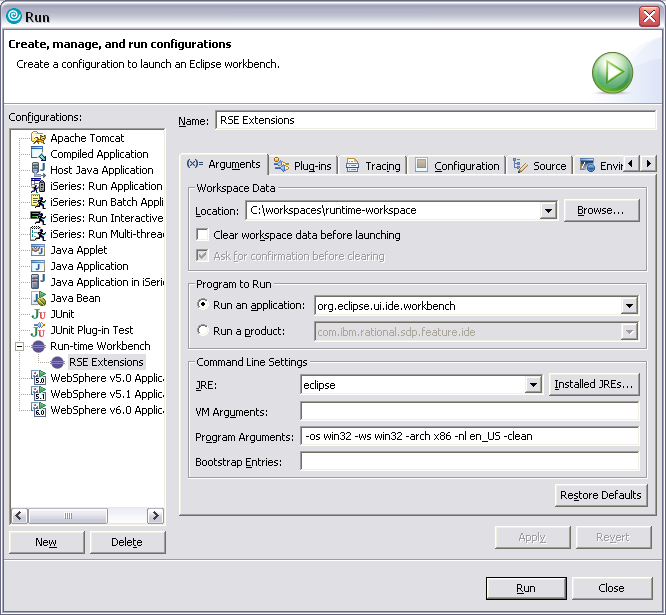 Run
Create, manage, and run configurations
Create a configuration to launch an Eclipse workbench.
Configurations:
Apache Tomcat
Compiled Application
Host Java Application
iSeries: Run Application
iSeries: Run Batch Appli
iSeries: Run Interactive
iSeries: Run Multi-threa
Java Applet
Java Application
Java Application in iSerie
Java Bean
JUnit
JUnit Plug-in Test
Run-time Workbench
RSE Extensions
WebSphere v5.0 Applica
WebSphere v5.1 Applica
WebSphere v6.0 Applica
New
Delete
Name: RSE Extensions
(x)= Arguments Plug-ins Tracing Configuration Source Envir
Workspace Data
Location: C:\workspaces\runtime-workspace Browse...
Clear workspace data before launching
Ask for confirmation before clearing
Program to Run
Run an application: org.eclipse.ui.ide.workbench
Run a product: com.ibm.rational.sdp.feature.ide
Command Line Settings
JRE: eclipse Installed JREs...
VM Arguments:
Program Arguments: -os win32 -ws win32 -arch x86 -nl en_US -clean
Bootstrap Entries:
Restore Defaults
Apply Revert
Run Close